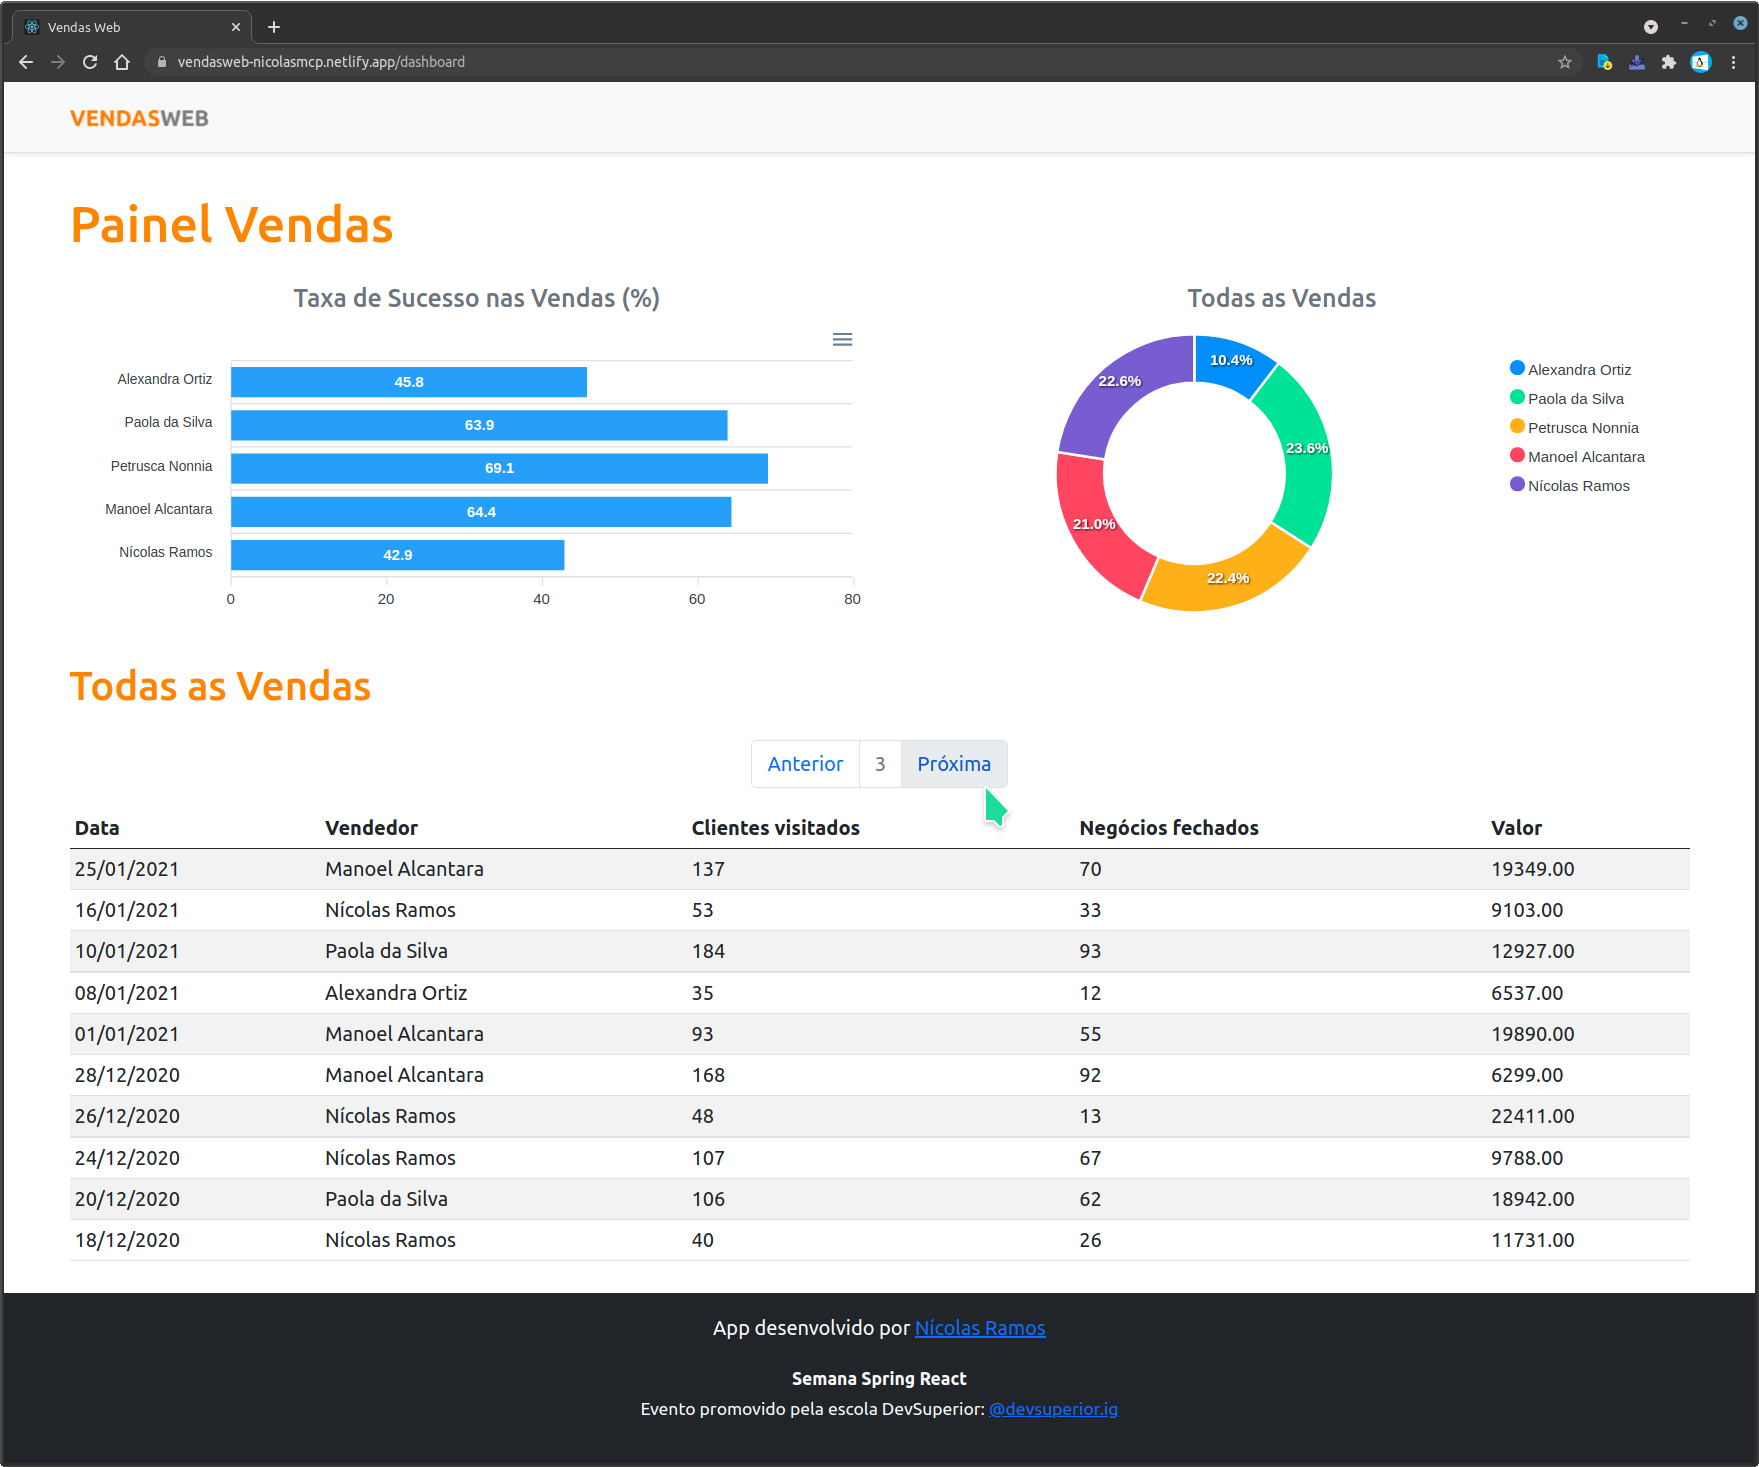 Vendas Web
vendasweb-nicolasmcp.netlify.app/dashboard
VENDASWEB
Painel Vendas
Taxa de Sucesso nas Vendas (%)
Alexandra Ortiz 45.8
Paola da Silva 63.9
Petrusca Nonnia 69.1
Manoel Alcantara 64.4
Nícolas Ramos 42.9
0 20 40 60 80
Todas as Vendas
10.4%
23.6%
22.4%
21.0%
22.6%
Alexandra Ortiz
Paola da Silva
Petrusca Nonnia
Manoel Alcantara
Nícolas Ramos
Todas as Vendas
Anterior 3 Próxima
Data Vendedor Clientes visitados Negócios fechados Valor
25/01/2021 Manoel Alcantara 137 70 19349.00
16/01/2021 Nícolas Ramos 53 33 9103.00
10/01/2021 Paola da Silva 184 93 12927.00
08/01/2021 Alexandra Ortiz 35 12 6537.00
01/01/2021 Manoel Alcantara 93 55 19890.00
28/12/2020 Manoel Alcantara 168 92 6299.00
26/12/2020 Nícolas Ramos 48 13 22411.00
24/12/2020 Nícolas Ramos 107 67 9788.00
20/12/2020 Paola da Silva 106 62 18942.00
18/12/2020 Nícolas Ramos 40 26 11731.00
App desenvolvido por Nícolas Ramos
Semana Spring React
Evento promovido pela escola DevSuperior: @devsuperior.ig